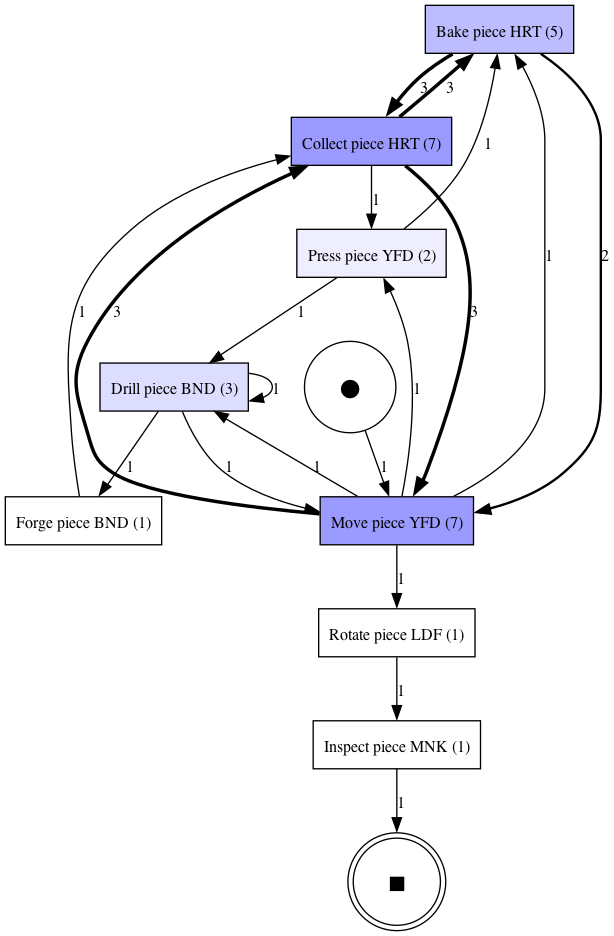 Bake piece HRT (5)
3
3
Collect piece HRT (7)
1
1
Press piece YFD (2)
1
2
1
3
3
1
1
Drill piece BND (3)
1
1
1
1
1
1
Forge piece BND (1)
Move piece YFD (7)
1
Rotate piece LDF (1)
1
Inspect piece MNK (1)
1